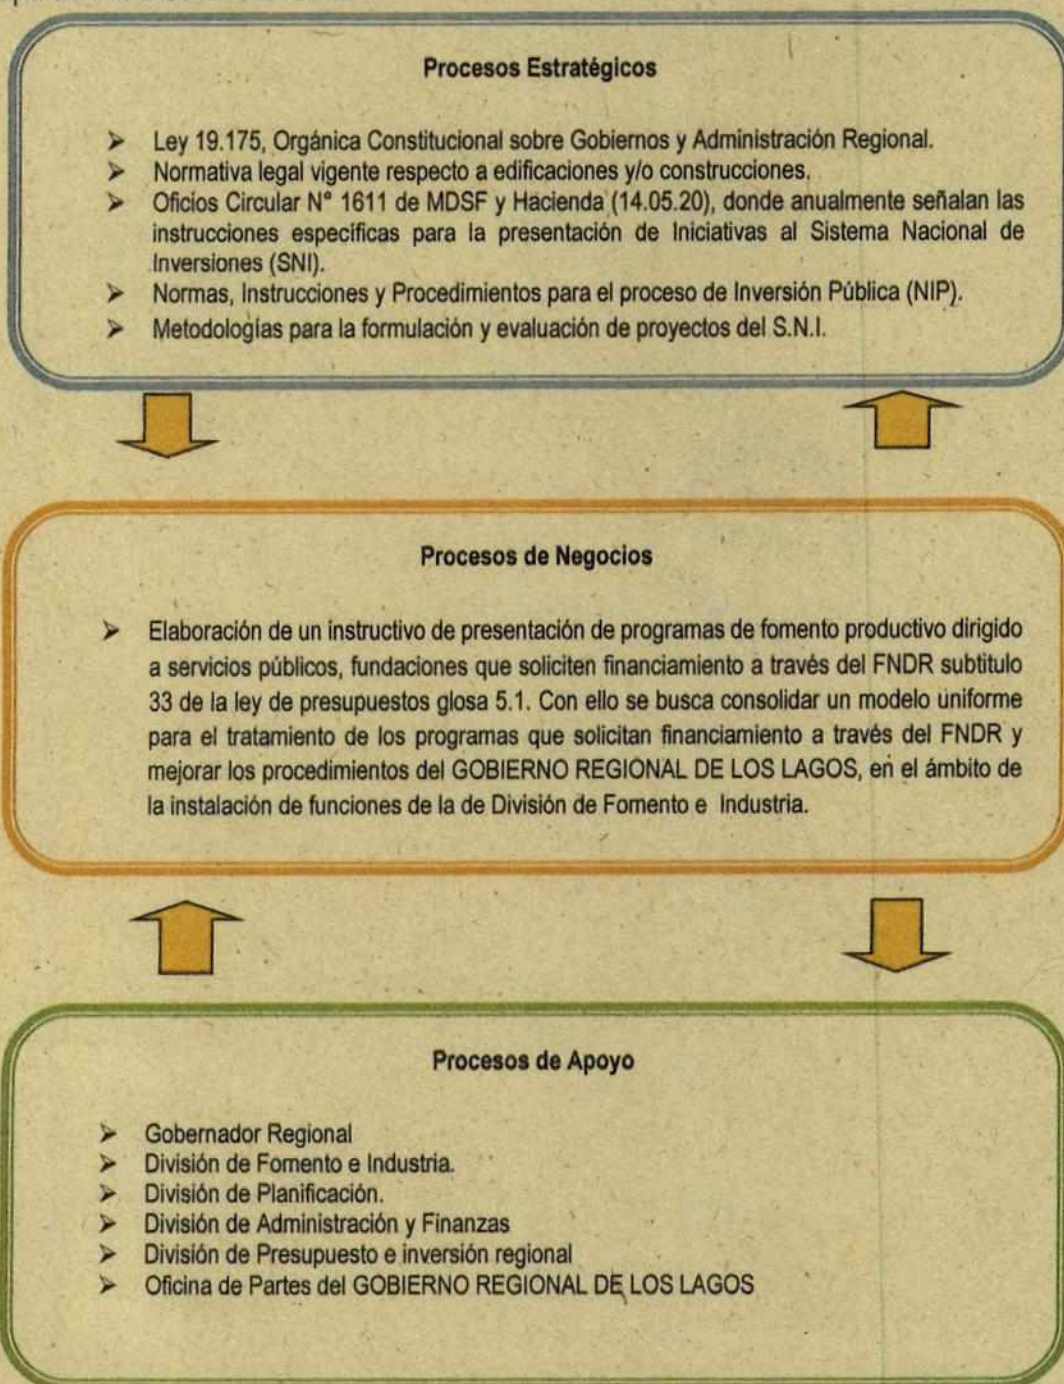 Procesos Estratégicos
➤ Ley 19.175, Orgánica Constitucional sobre Gobiernos y Administración Regional.
➤ Normativa legal vigente respecto a edificaciones y/o construcciones.
➤ Oficios Circular N° 1611 de MDSF y Hacienda (14.05.20), donde anualmente señalan las
instrucciones específicas para la presentación de Iniciativas al Sistema Nacional de
Inversiones (SNI).
➤ Normas, Instrucciones y Procedimientos para el proceso de Inversión Pública (NIP).
➤ Metodologías para la formulación y evaluación de proyectos del S.N.I.
Procesos de Negocios
➤ Elaboración de un instructivo de presentación de programas de fomento productivo dirigido
a servicios públicos, fundaciones que soliciten financiamiento a través del FNDR subtitulo
33 de la ley de presupuestos glosa 5.1. Con ello se busca consolidar un modelo uniforme
para el tratamiento de los programas que solicitan financiamiento a través del FNDR y
mejorar los procedimientos del GOBIERNO REGIONAL DE LOS LAGOS, en el ámbito de
la instalación de funciones de la de División de Fomento e Industria.
Procesos de Apoyo
➤ Gobernador Regional
➤ División de Fomento e Industria.
➤ División de Planificación.
➤ División de Administración y Finanzas
➤ División de Presupuesto e inversión regional
➤ Oficina de Partes del GOBIERNO REGIONAL DE LOS LAGOS